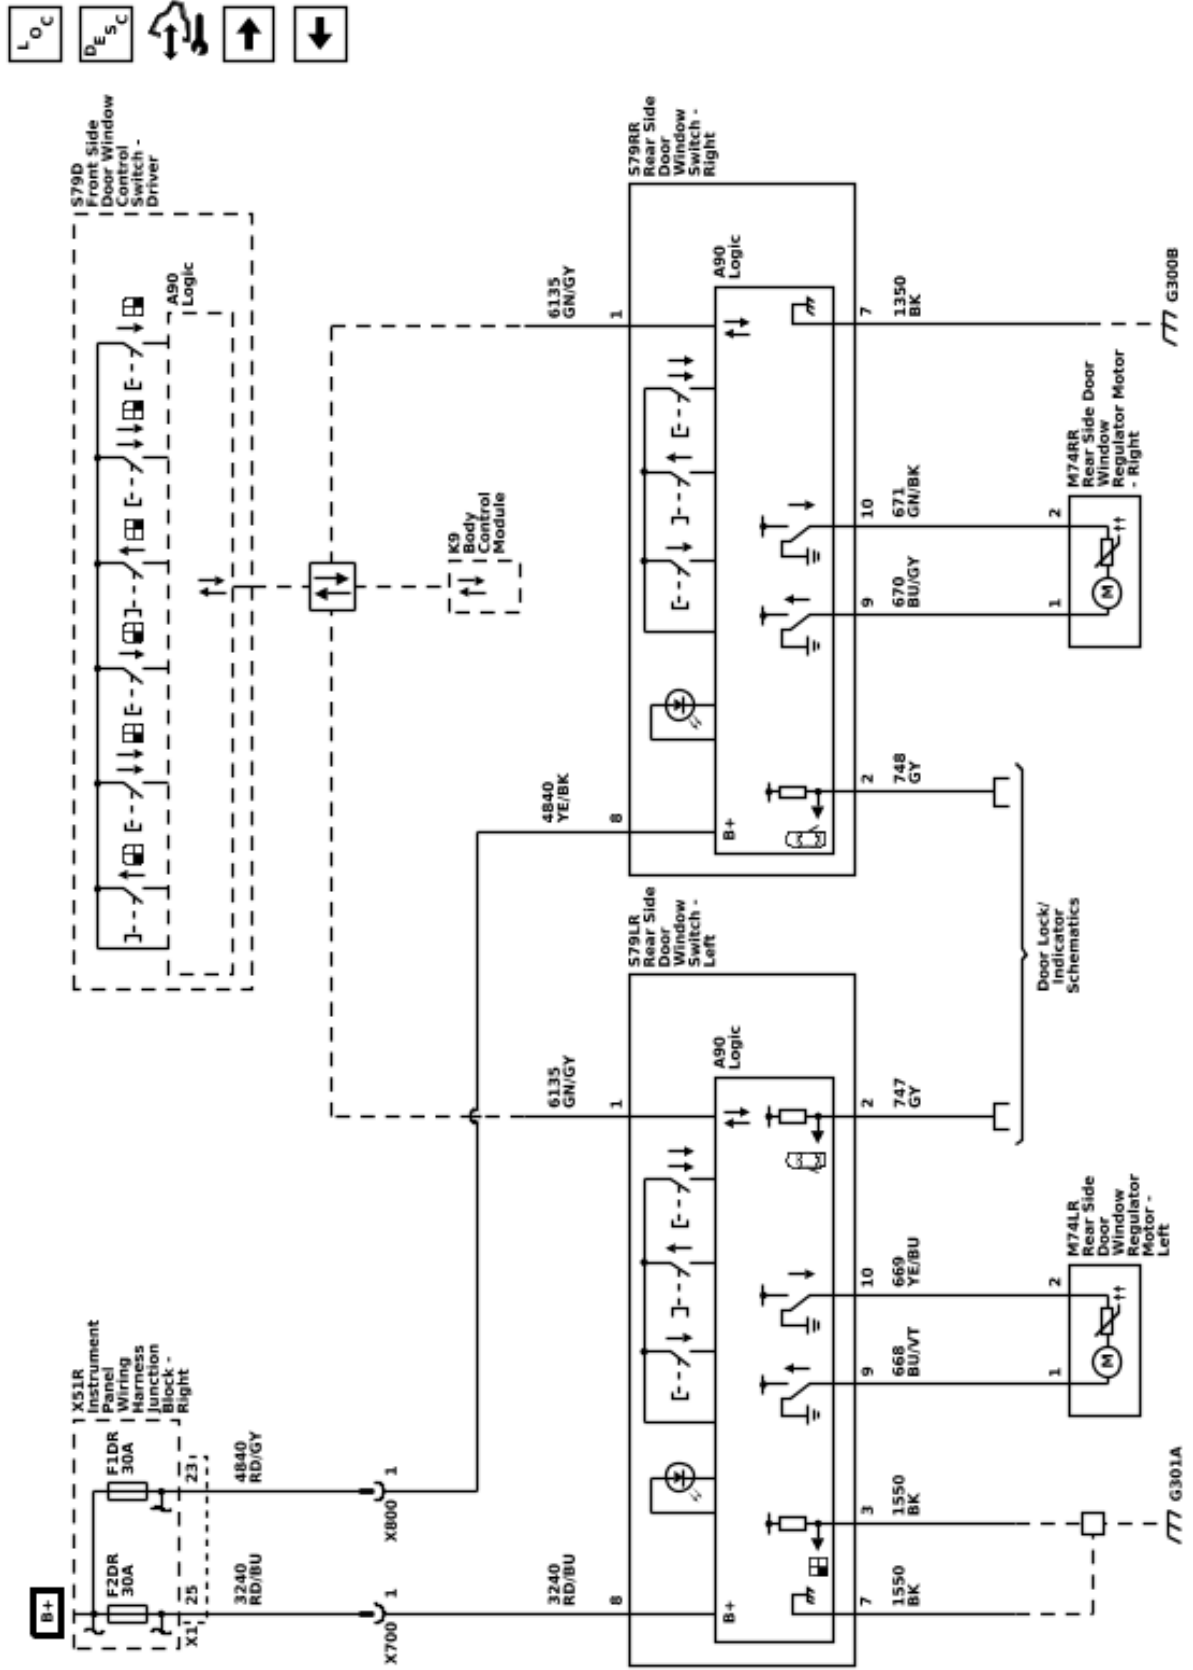 LOC
DESC
B+
X51R
Instrument
Panel
Wiring
Harness
Junction
Block -
Right
F2DR
30A
F1DR
30A
X1
25
23
3240
RD/BU
4840
RD/GY
X700
1
X800
1
3240
RD/BU
6135
GN/GY
4840
YE/BK
6135
GN/GY
S79D
Front Side
Door Window
Control
Switch -
Driver
A90
Logic
K9
Body
Control
Module
S79LR
Rear Side
Door
Window
Switch -
Left
8
1
A90
Logic
B+
7
3
9
10
2
1550
BK
1550
BK
668
BU/VT
669
YE/BU
747
GY
S79RR
Rear Side
Door
Window
Switch -
Right
8
1
A90
Logic
B+
2
9
10
7
748
GY
670
BU/GY
671
GN/BK
1350
BK
Door Lock/
Indicator
Schematics
G301A
1
2
M
M74LR
Rear Side
Door
Window
Regulator
Motor -
Left
1
2
M
M74RR
Rear Side Door
Window
Regulator Motor
- Right
G300B